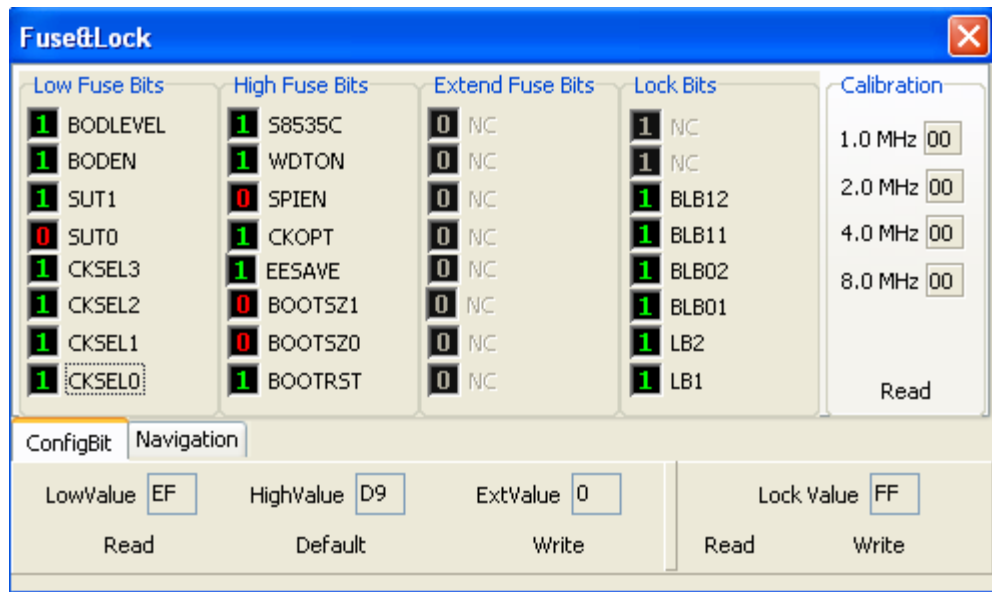 Fuse&Lock
Low Fuse Bits High Fuse Bits Extend Fuse Bits Lock Bits Calibration
1 BODLEVEL 1 S8535C 0 NC 1 NC 1.0 MHz 00
1 BODEN 1 WDTON 0 NC 1 NC
1 SUT1 0 SPIEN 0 NC 1 BLB12 2.0 MHz 00
0 SUT0 1 CKOPT 0 NC 1 BLB11 4.0 MHz 00
1 CKSEL3 1 EESAVE 0 NC 1 BLB02 8.0 MHz 00
1 CKSEL2 0 BOOTSZ1 0 NC 1 BLB01
1 CKSEL1 0 BOOTSZ0 0 NC 1 LB2
1 CKSEL0 1 BOOTRST 0 NC 1 LB1 Read
ConfigBit Navigation
LowValue EF HighValue D9 ExtValue 0 Lock Value FF
Read Default Write Read Write